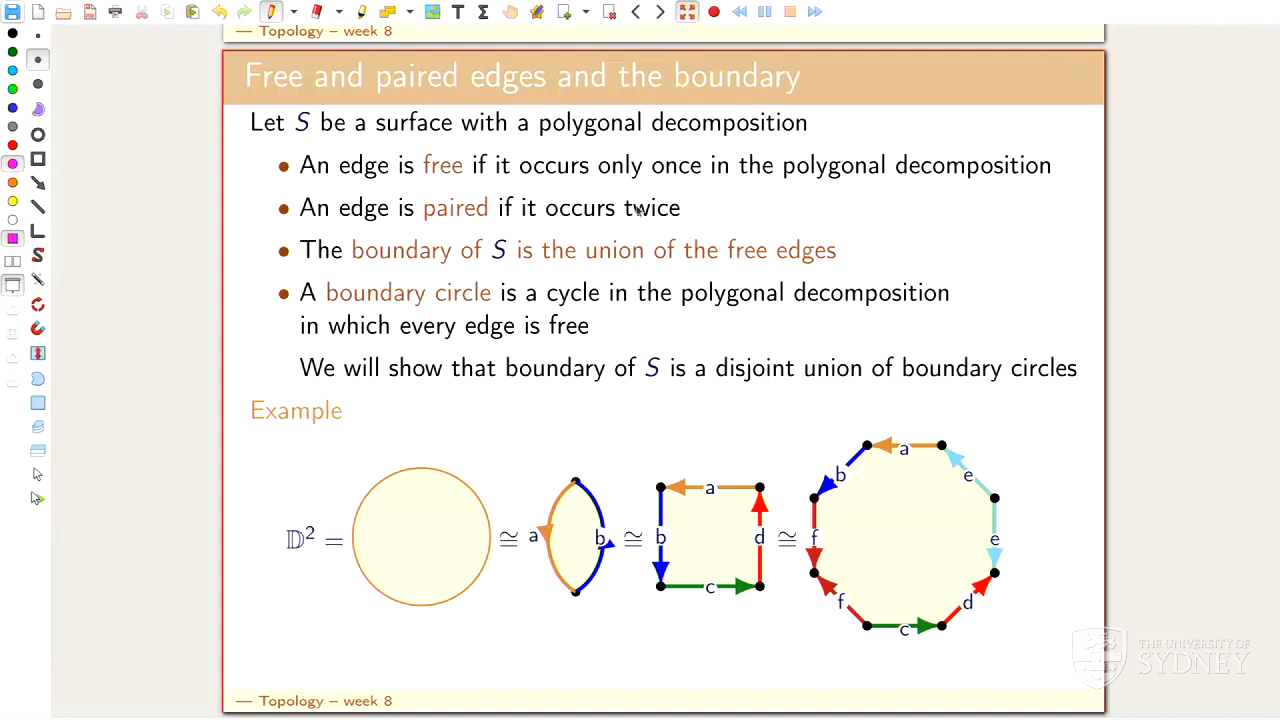 — Topology – week 8
Free and paired edges and the boundary
Let S be a surface with a polygonal decomposition
• An edge is free if it occurs only once in the polygonal decomposition
• An edge is paired if it occurs twice
• The boundary of S is the union of the free edges
• A boundary circle is a cycle in the polygonal decomposition
in which every edge is free
We will show that boundary of S is a disjoint union of boundary circles
Example
𝔻² = ≅ a b ≅ a b c d ≅ a b f f c d e e
THE UNIVERSITY OF
SYDNEY
— Topology – week 8